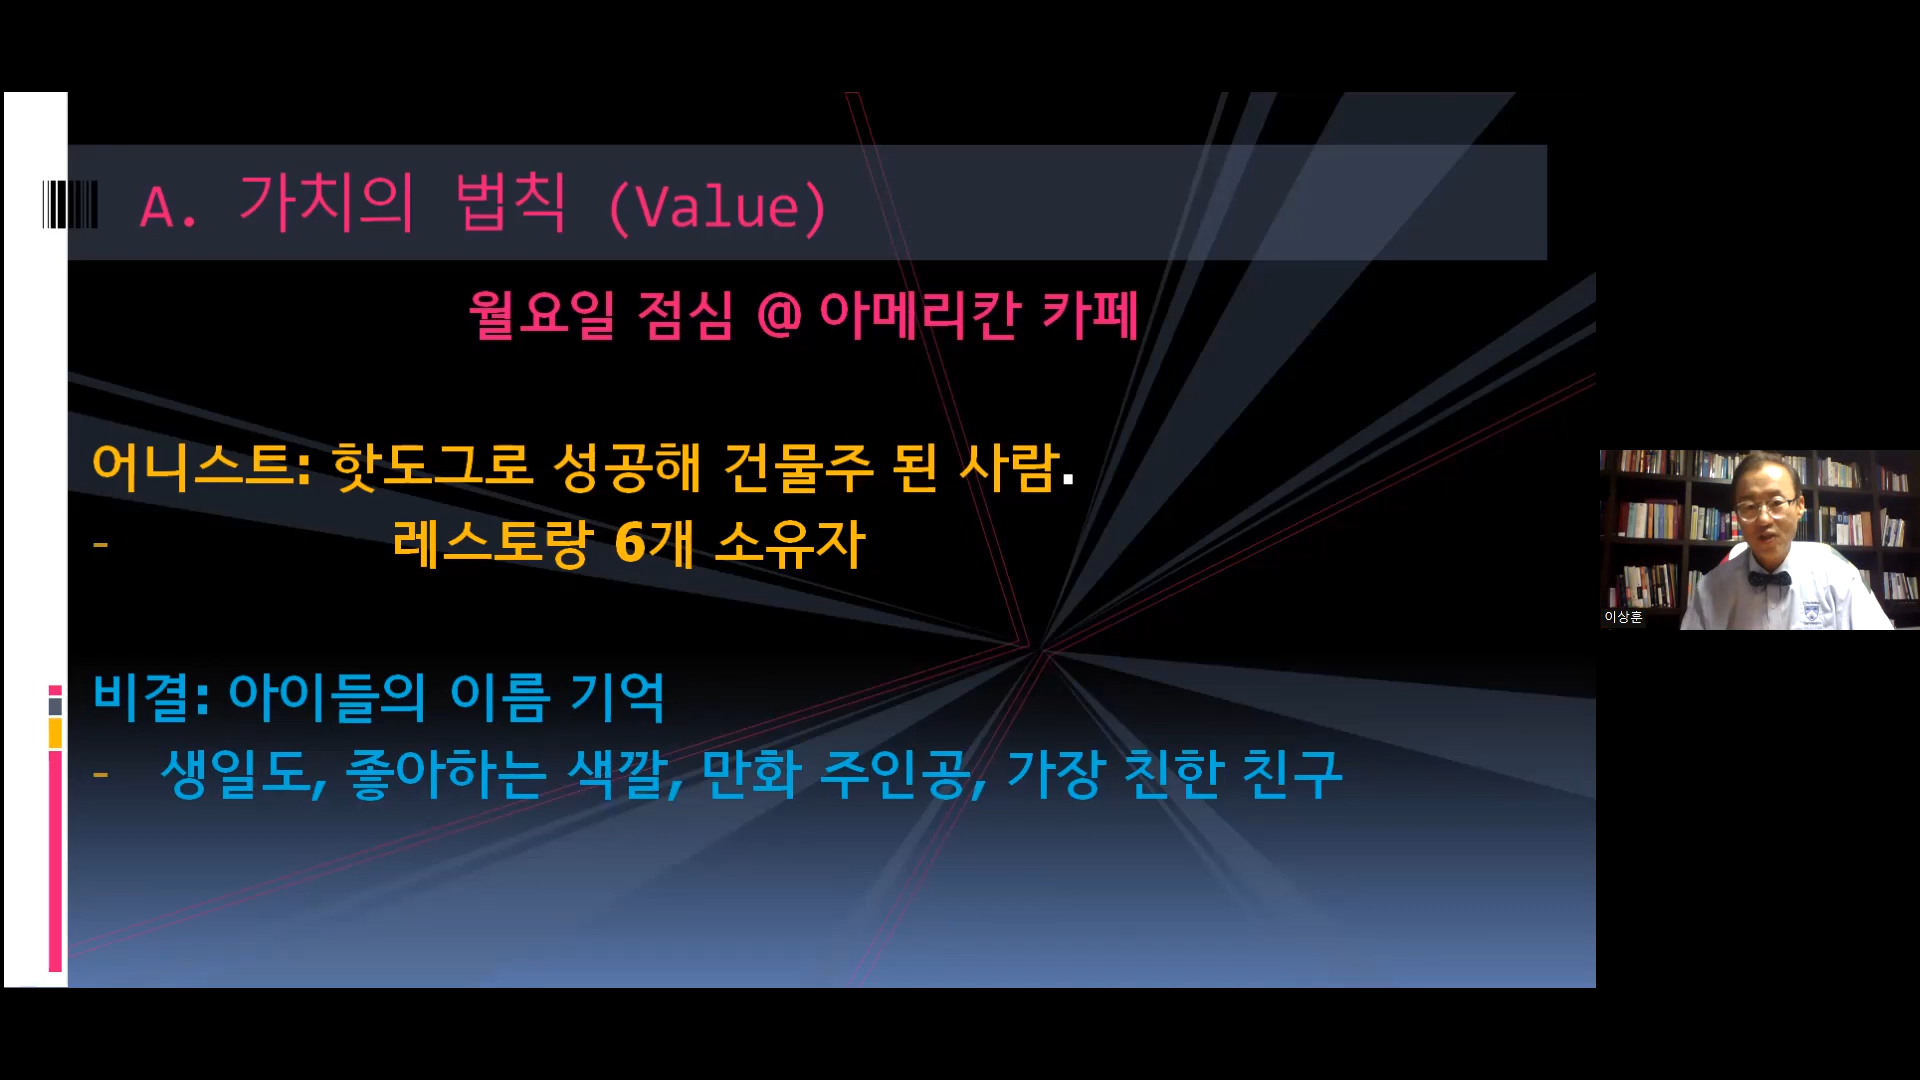 A. 가치의 법칙 (Value)
월요일 점심 @ 아메리칸 카페
어니스트: 핫도그로 성공해 건물주 된 사람.
- 레스토랑 6개 소유자
비결: 아이들의 이름 기억
- 생일도, 좋아하는 색깔, 만화 주인공, 가장 친한 친구
이상훈